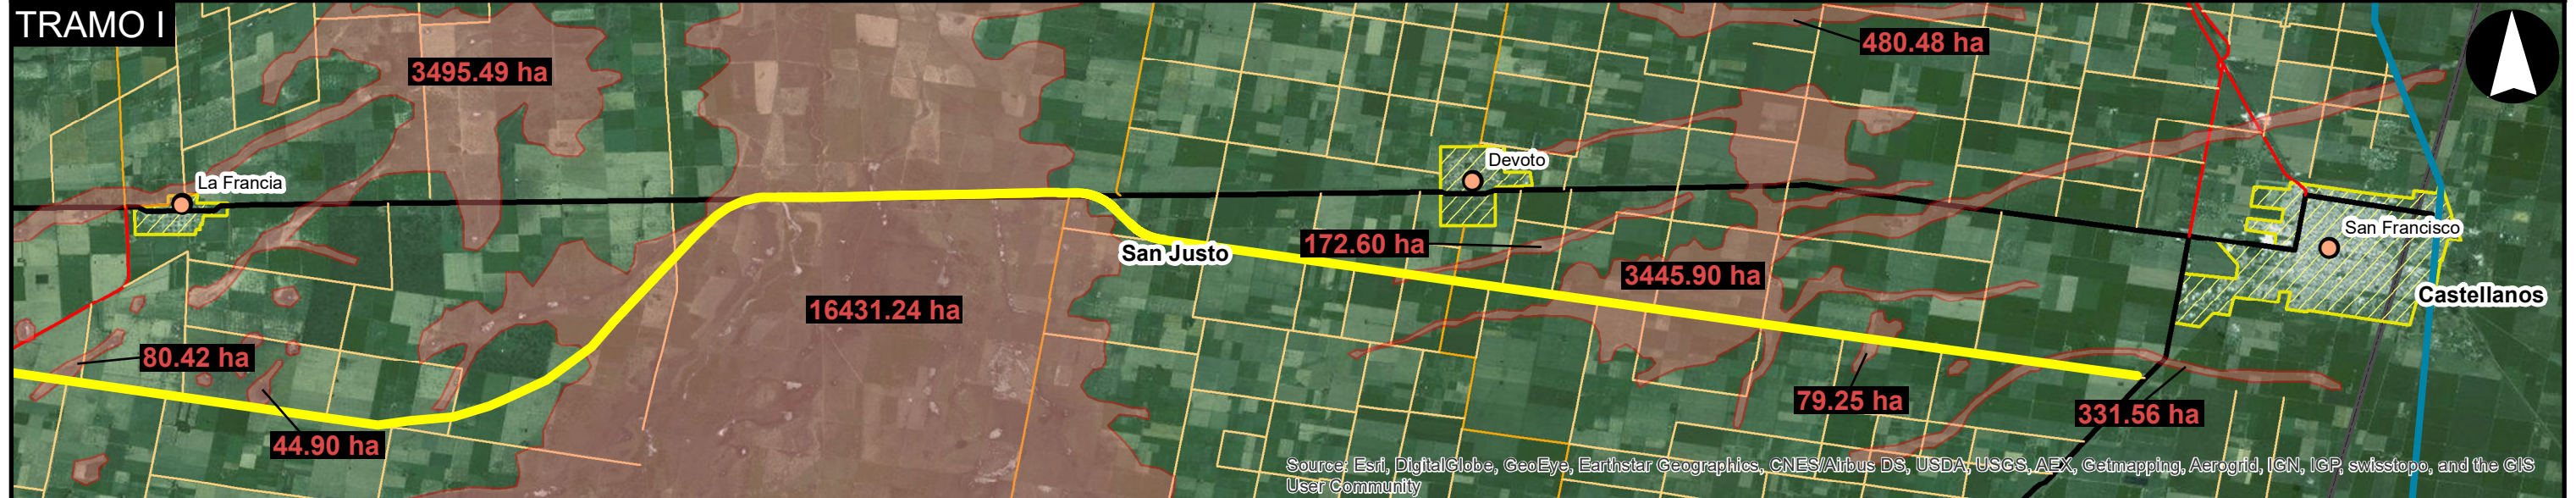 TRAMO I
480.48 ha
3495.49 ha
Devoto
La Francia
San Francisco
172.60 ha
San Justo
3445.90 ha
Castellanos
16431.24 ha
80.42 ha
79.25 ha
331.56 ha
44.90 ha
Source: Esri, DigitalGlobe, GeoEye, Earthstar Geographics, CNES/Airbus DS, USDA, USGS, AEX, Getmapping, Aerogrid, IGN, IGP, swisstopo, and the GIS
User Community